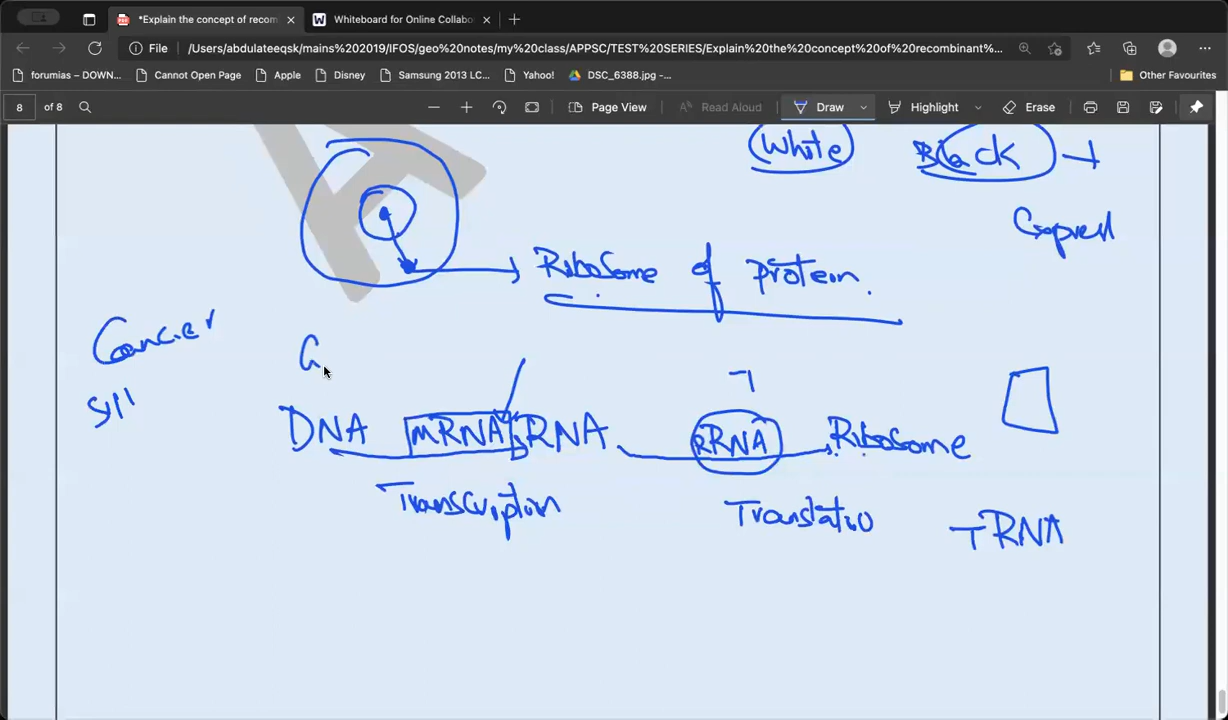 *Explain the concept of recom
Whiteboard for Online Collabo
File
/Users/abdulateeqsk/mains%202019/IFOS/geo%20notes/my%20class/APPSC/TEST%20SERIES/Explain%20the%20concept%20of%20recombinant%...
forumias – DOWN...
Cannot Open Page
Apple
Disney
Samsung 2013 LC...
Yahoo!
DSC_6388.jpg -...
Other Favourites
8 of 8
Page View
Read Aloud
Draw
Highlight
Erase
White Black
Ribosome of protein.
Cancer
DNA mRNA RNA rRNA Ribosome
Transcription Translatio TRNA